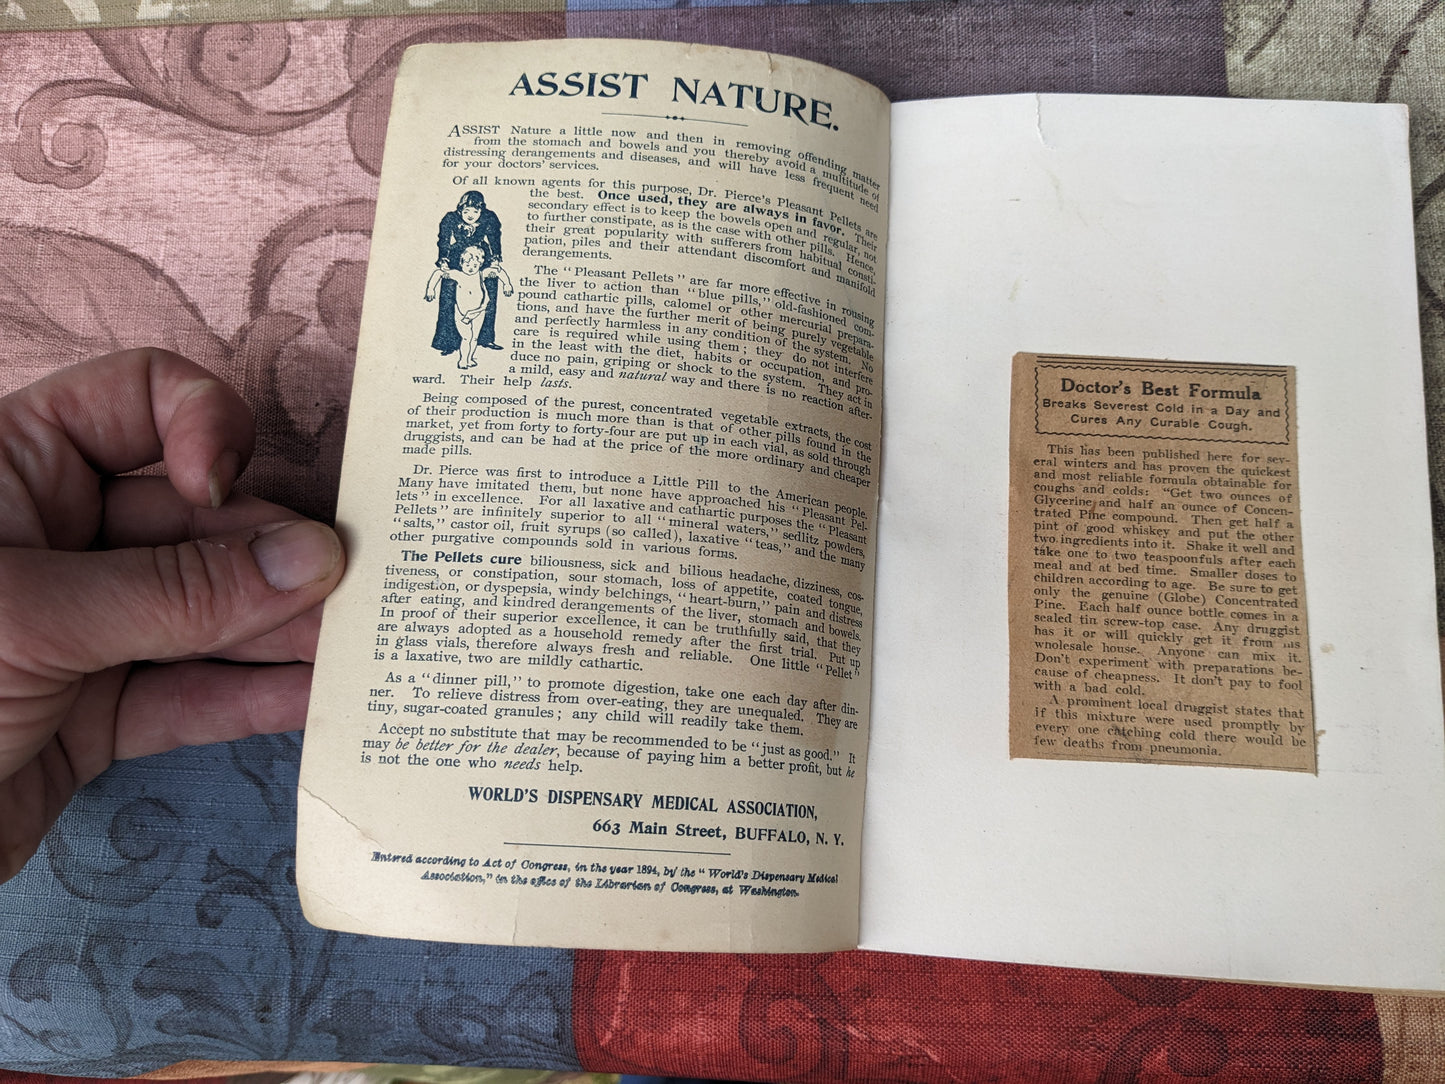 ASSIST NATURE.
ASSIST Nature a little now and then in removing offending matter
from the stomach and bowels and you thereby avoid a multitude of
distressing derangements and diseases, and will have less frequent need
for your doctors' services.
Of all known agents for this purpose, Dr. Pierce's Pleasant Pellets are
the best. Once used, they are always in favor. Their
secondary effect is to keep the bowels open and regular, not
to further constipate, as is the case with other pills. Hence,
their great popularity with sufferers from habitual consti-
pation, piles and their attendant discomfort and manifold
derangements.
The "Pleasant Pellets" are far more effective in rousing
the liver to action than "blue pills," old-fashioned com-
pound cathartic pills, calomel or other mercurial prepara-
tions, and have the further merit of being purely vegetable
and perfectly harmless in any condition of the system. No
care is required while using them; they do not interfere
in the least with the diet, habits or occupation, and pro-
duce no pain, griping or shock to the system. They act in
a mild, easy and natural way and there is no reaction after-
ward. Their help lasts.
Being composed of the purest, concentrated vegetable extracts, the cost
of their production is much more than is that of other pills found in the
market, yet from forty to forty-four are put up in each vial, as sold through
druggists, and can be had at the price of the more ordinary and cheaper
made pills.
Dr. Pierce was first to introduce a Little Pill to the American people.
Many have imitated them, but none have approached his "Pleasant Pel-
lets" in excellence. For all laxative and cathartic purposes the "Pleasant
Pellets" are infinitely superior to all "mineral waters," sedlitz powders,
"salts," castor oil, fruit syrups (so called), laxative "teas," and the many
other purgative compounds sold in various forms.
The Pellets cure biliousness, sick and bilious headache, dizziness, cos-
tiveness, or constipation, sour stomach, loss of appetite, coated tongue,
indigestion, or dyspepsia, windy belchings, "heart-burn," pain and distress
after eating, and kindred derangements of the liver, stomach and bowels.
In proof of their superior excellence, it can be truthfully said, that they
are always adopted as a household remedy after the first trial. Put up
in glass vials, therefore always fresh and reliable. One little "Pellet"
is a laxative, two are mildly cathartic.
As a "dinner pill," to promote digestion, take one each day after din-
ner. To relieve distress from over-eating, they are unequaled. They are
tiny, sugar-coated granules; any child will readily take them.
Accept no substitute that may be recommended to be "just as good." It
may be better for the dealer, because of paying him a better profit, but he
is not the one who needs help.
WORLD'S DISPENSARY MEDICAL ASSOCIATION,
663 Main Street, BUFFALO, N. Y.
Entered according to Act of Congress, in the year 1894, by the "World's Dispensary Medical
Association," in the office of the Librarian of Congress, at Washington.
Doctor's Best Formula
Breaks Severest Cold in a Day and
Cures Any Curable Cough.
This has been published here for sev-
eral winters and has proven the quickest
and most reliable formula obtainable for
coughs and colds: "Get two ounces of
Glycerine and half an ounce of Concen-
trated Pine compound. Then get half a
pint of good whiskey and put the other
two ingredients into it. Shake it well and
take one to two teaspoonfuls after each
meal and at bed time. Smaller doses to
children according to age. Be sure to get
only the genuine (Globe) Concentrated
Pine. Each half ounce bottle comes in a
sealed tin screw-top case. Any druggist
has it or will quickly get it from his
wholesale house. Anyone can mix it.
Don't experiment with preparations be-
cause of cheapness. It don't pay to fool
with a bad cold.
A prominent local druggist states that
if this mixture were used promptly by
every one catching cold there would be
few deaths from pneumonia.